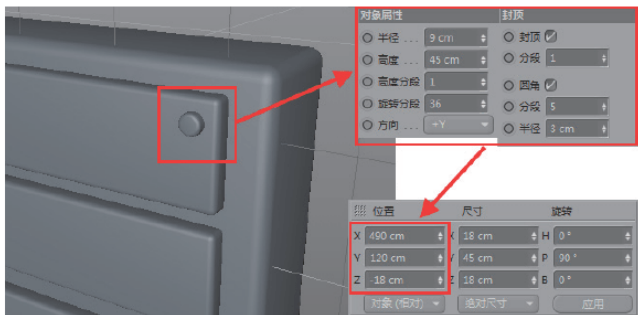 对象属性 封顶
半径 . . . 9 cm 封顶
高度 . . . 45 cm 分段 1
高度分段 1 圆角
旋转分段 36 分段 5
方向 . . . +Y 半径 3 cm
位置 尺寸 旋转
X 490 cm X 18 cm H 0°
Y 120 cm Y 45 cm P 90°
Z -18 cm Z 18 cm B 0°
对象 (相对) 绝对尺寸 应用